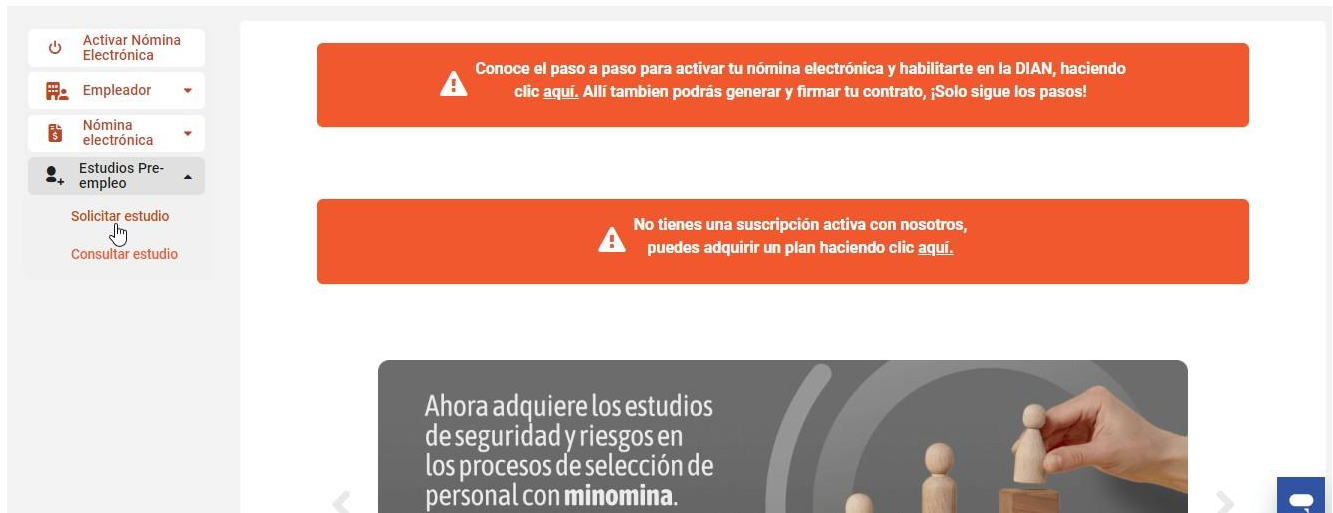 Activar Nómina
Electrónica
Empleador
Nómina
electrónica
Estudios Pre-
empleo
Solicitar estudio
Consultar estudio
Conoce el paso a paso para activar tu nómina electrónica y habilitarte en la DIAN, haciendo
clic aquí. Allí tambien podrás generar y firmar tu contrato, ¡Solo sigue los pasos!
No tienes una suscripción activa con nosotros,
puedes adquirir un plan haciendo clic aquí.
Ahora adquiere los estudios
de seguridad y riesgos en
los procesos de selección de
personal con minomina.